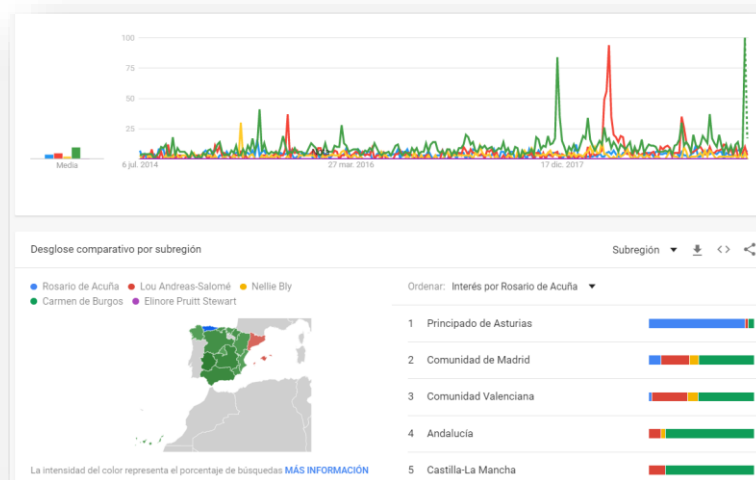 100
75
50
25
Media
6 jul. 2014
27 mar. 2016
17 dic. 2017
Desglose comparativo por subregión
Subregión
Rosario de Acuña Lou Andreas-Salomé Nellie Bly
Carmen de Burgos Elinore Pruitt Stewart
Ordenar: Interés por Rosario de Acuña
1 Principado de Asturias
2 Comunidad de Madrid
3 Comunidad Valenciana
4 Andalucía
5 Castilla-La Mancha
La intensidad del color representa el porcentaje de búsquedas MÁS INFORMACIÓN